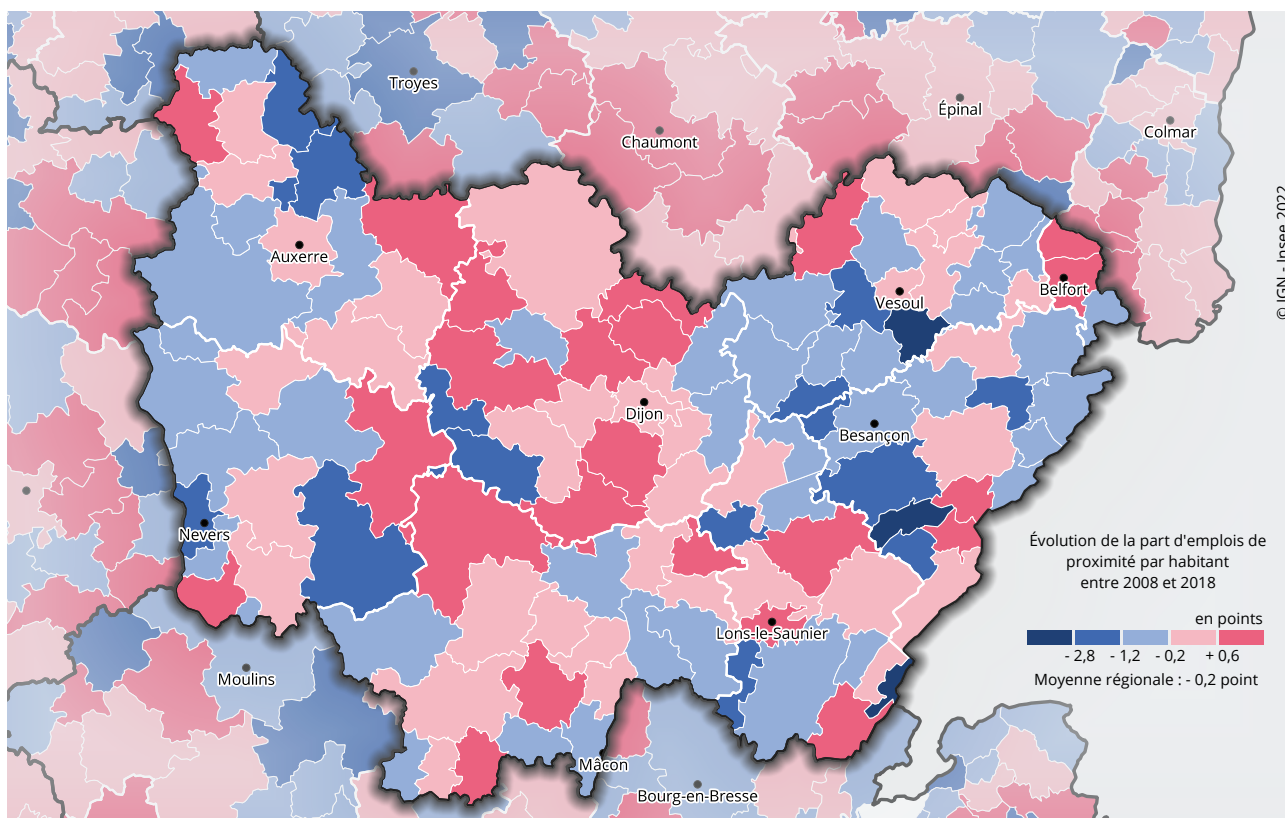 Troyes
Épinal
Colmar
Chaumont
© IGN - Insee 2022
Auxerre
Belfort
Vesoul
Dijon
Besançon
Nevers
Évolution de la part d'emplois de
proximité par habitant
entre 2008 et 2018
en points
- 2,8 - 1,2 - 0,2 + 0,6
Moyenne régionale : - 0,2 point
Lons-le-Saunier
Moulins
Mâcon
Bourg-en-Bresse